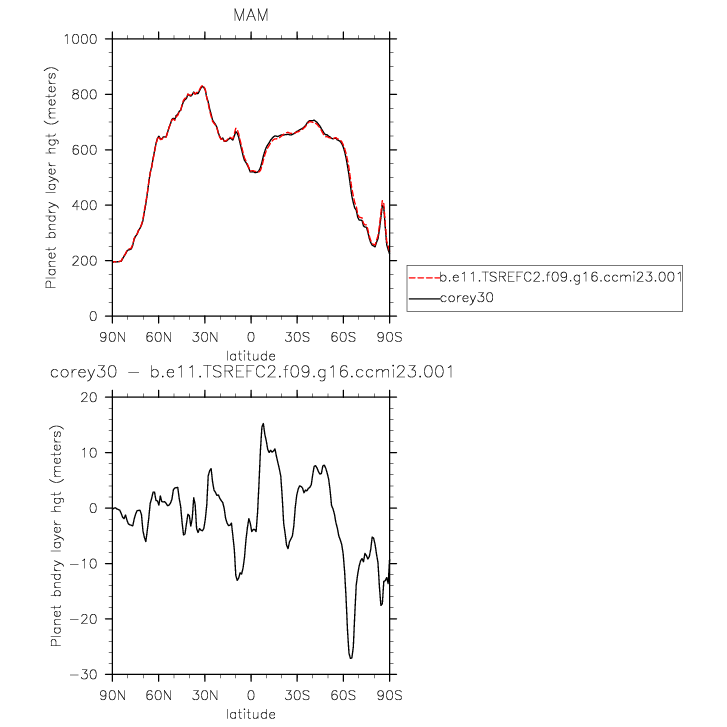 MAM
Planet bndry layer hgt (meters)
1000
800
600
400
200
0
90N 60N 30N 0 30S 60S 90S
latitude
b.e11.TSREFC2.f09.g16.ccmi23.001
corey30
corey30 − b.e11.TSREFC2.f09.g16.ccmi23.001
Planet bndry layer hgt (meters)
20
10
0
−10
−20
−30
90N 60N 30N 0 30S 60S 90S
latitude